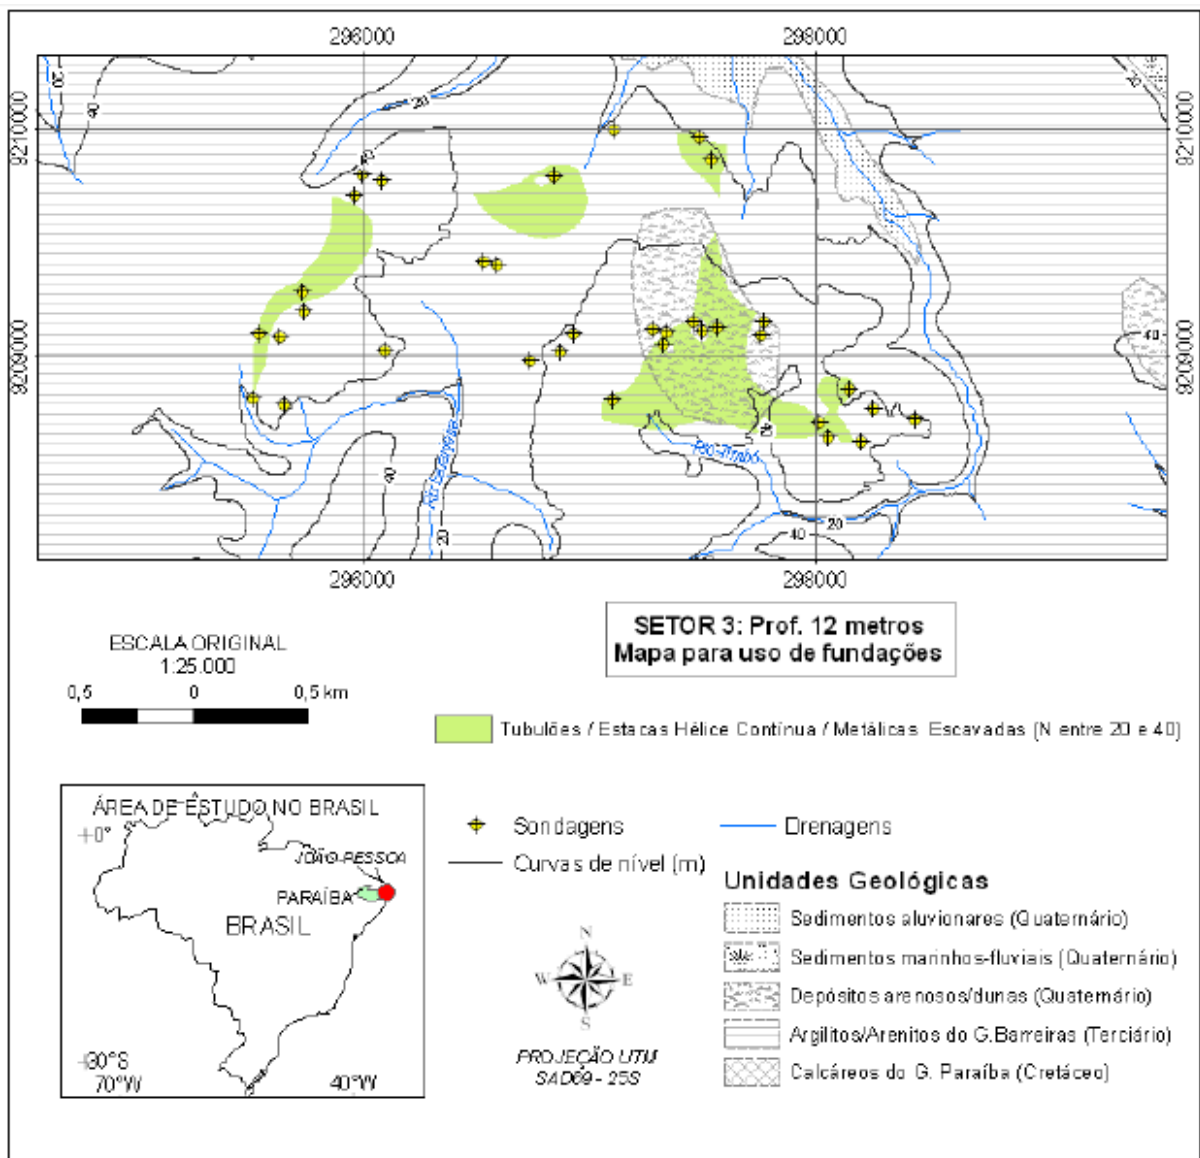 296000 298000
9210000 9210000
9209000 9209000
20
40
20
40
20
40
40
20
Rio Timbó
20
20
40
296000 298000
SETOR 3: Prof. 12 metros
Mapa para uso de fundações
ESCALA ORIGINAL
1:25.000
0,5 0 0,5 km
Tubulões / Estacas Hélice Contínua / Metálicas Escavadas (N entre 20 e 40)
ÁREA DE ESTUDO NO BRASIL
+0°
JOÃO PESSOA
PARAÍBA
BRASIL
-30°S
70°W 40°W
Sondagens
Drenagens
Curvas de nível (m)
N
W E
S
PROJEÇÃO UTM
SAD69 - 25S
Unidades Geológicas
Sedimentos aluvionares (Quaternário)
Sedimentos marinhos-fluviais (Quaternário)
Depósitos arenosos/dunas (Quaternário)
Argilitos/Arenitos do G.Barreiras (Terciário)
Calcáreos do G. Paraíba (Cretáceo)